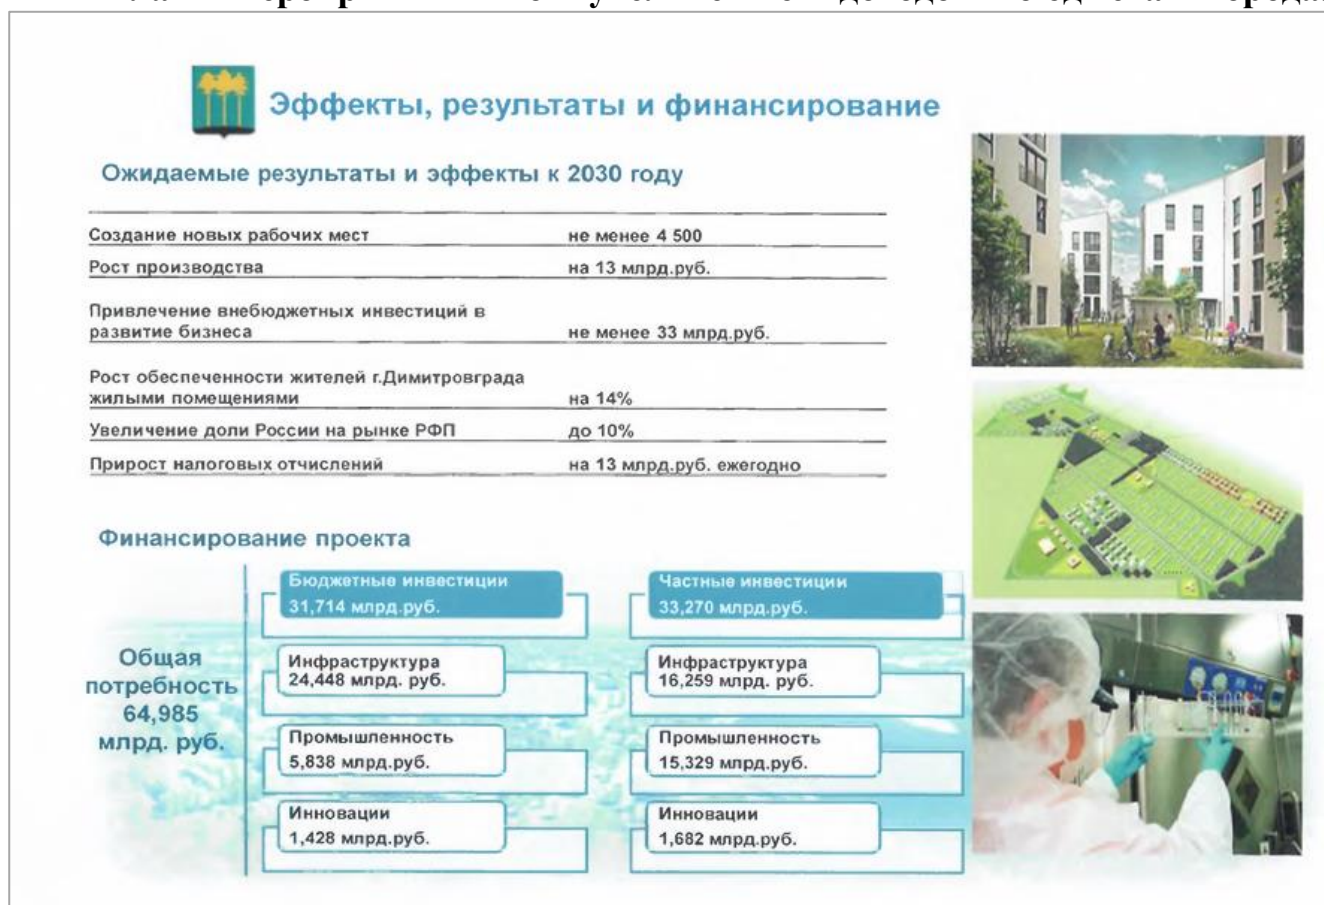 Эффекты, результаты и финансирование
Ожидаемые результаты и эффекты к 2030 году
Создание новых рабочих мест не менее 4 500
Рост производства на 13 млрд.руб.
Привлечение внебюджетных инвестиций в
развитие бизнеса не менее 33 млрд.руб.
Рост обеспеченности жителей г.Димитровграда
жилыми помещениями на 14%
Увеличение доли России на рынке РФП до 10%
Прирост налоговых отчислений на 13 млрд.руб. ежегодно
Финансирование проекта
Общая
потребность
64,985
млрд. руб.
Бюджетные инвестиции
31,714 млрд.руб.
Инфраструктура
24,448 млрд. руб.
Промышленность
5,838 млрд.руб.
Инновации
1,428 млрд.руб.
Частные инвестиции
33,270 млрд.руб.
Инфраструктура
16,259 млрд. руб.
Промышленность
15,329 млрд.руб.
Инновации
1,682 млрд.руб.